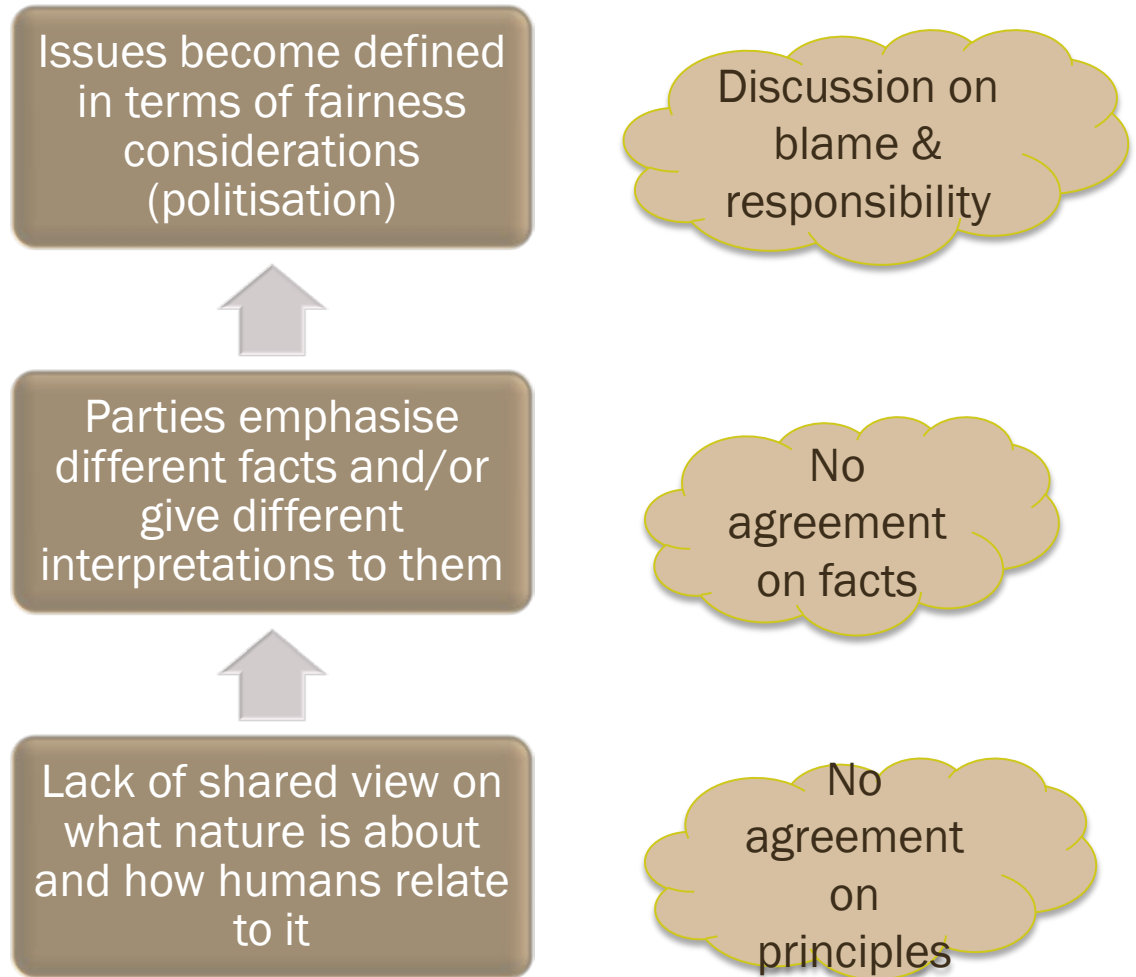 Issues become defined
in terms of fairness
considerations
(politisation)
Discussion on
blame &
responsibility
Parties emphasise
different facts and/or
give different
interpretations to them
No
agreement
on facts
Lack of shared view on
what nature is about
and how humans relate
to it
No
agreement
on
principles